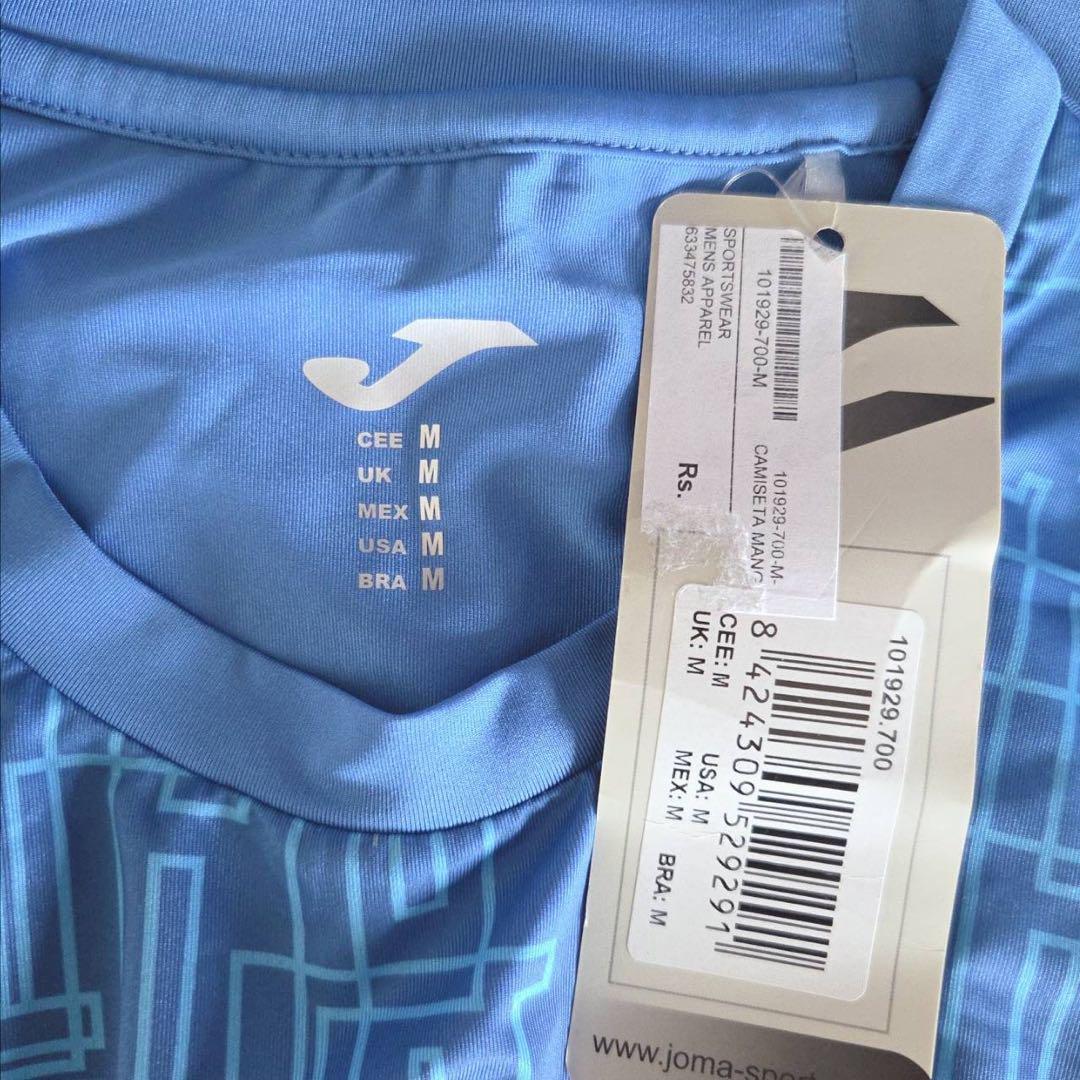 CEE M
UK M
MEX M
USA M
BRA M
SPORTSWEAR
MENS APPAREL
633475832
101929-700-M
Rs.
101929-700-M-
CAMISETA MANG
101929.700
8 424309 529291
CEE: M
UK: M
USA: M
MEX: M
BRA: M
www.joma-sport